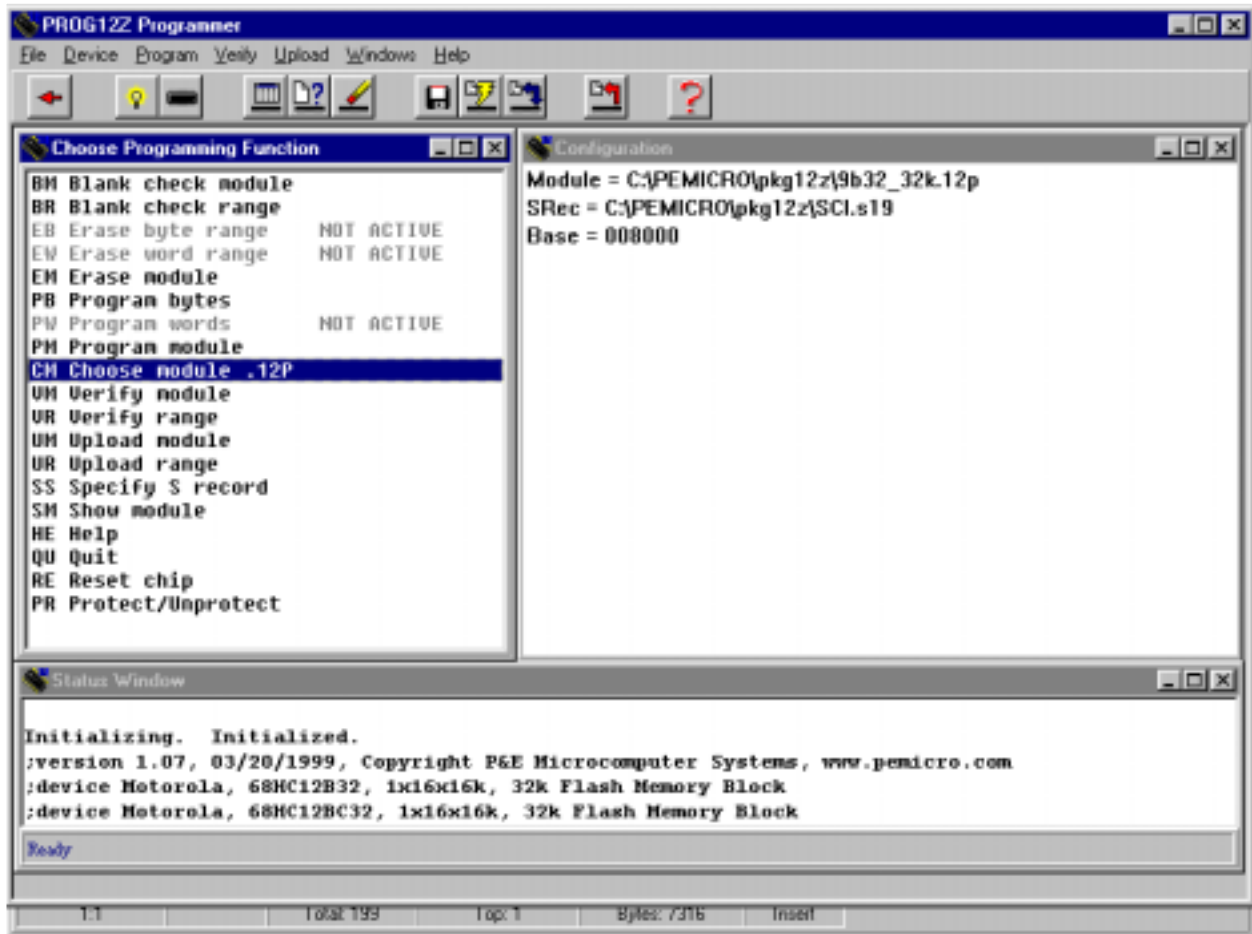 PROG12Z Programmer
File Device Program Verify Upload Windows Help
Choose Programming Function
BM Blank check module
BR Blank check range
EB Erase byte range NOT ACTIVE
EW Erase word range NOT ACTIVE
EM Erase module
PB Program bytes
PW Program words NOT ACTIVE
PM Program module
CM Choose module .12P
VM Verify module
VR Verify range
UM Upload module
UR Upload range
SS Specify S record
SM Show module
HE Help
QU Quit
RE Reset chip
PR Protect/Unprotect
Configuration
Module = C:\PEMICRO\pkg12z\9b32_32k.12p
SRec = C:\PEMICRO\pkg12z\SCI.s19
Base = 008000
Status Window
Initializing. Initialized.
;version 1.07, 03/20/1999, Copyright P&E Microcomputer Systems, www.pemicro.com
;device Motorola, 68HC12B32, 1x16x16k, 32k Flash Memory Block
;device Motorola, 68HC12BC32, 1x16x16k, 32k Flash Memory Block
Ready
1:1 Total: 199 Top: 1 Bytes: 7316 Insert